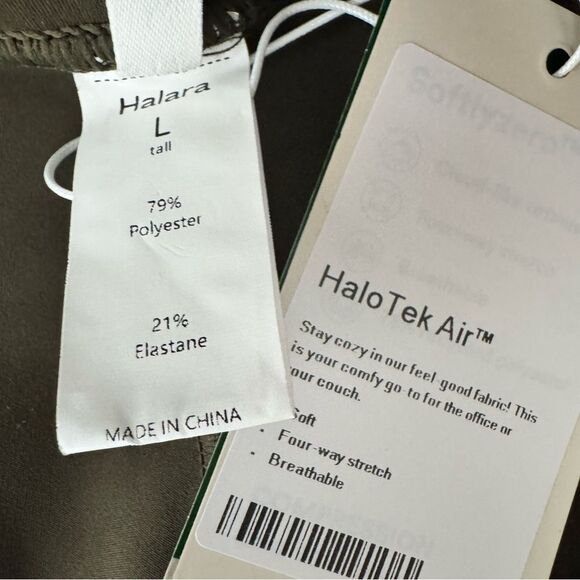 Halara
L
tall
79%
Polyester
21%
Elastane
MADE IN CHINA
HaloTek Air™
Stay cozy in our feel-good fabric! This
is your comfy go-to for the office or
our couch.
Soft
• Four-way stretch
• Breathable